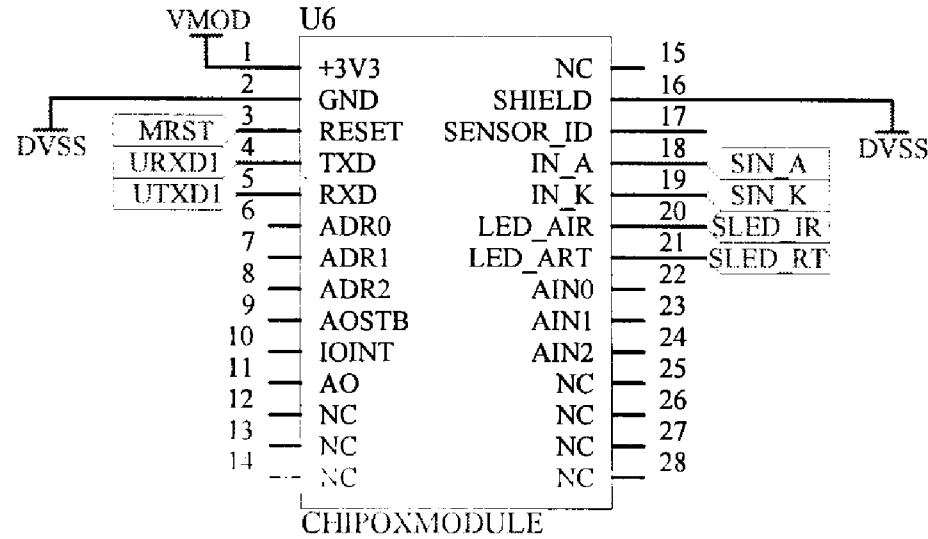 VMOD U6
1 +3V3 NC 15
2 GND SHIELD 16
DVSS MRST 3 RESET SENSOR_ID 17 DVSS
URXD1 4 TXD IN_A 18 SIN_A
UTXD1 5 RXD IN_K 19 SIN_K
6 ADR0 LED_AIR 20 SLED_IR
7 ADR1 LED_ART 21 SLED_RT
8 ADR2 AIN0 22
9 AOSTB AIN1 23
10 IOINT AIN2 24
11 AO NC 25
12 NC NC 26
13 NC NC 27
14 NC NC 28
CHIPOXMODULE